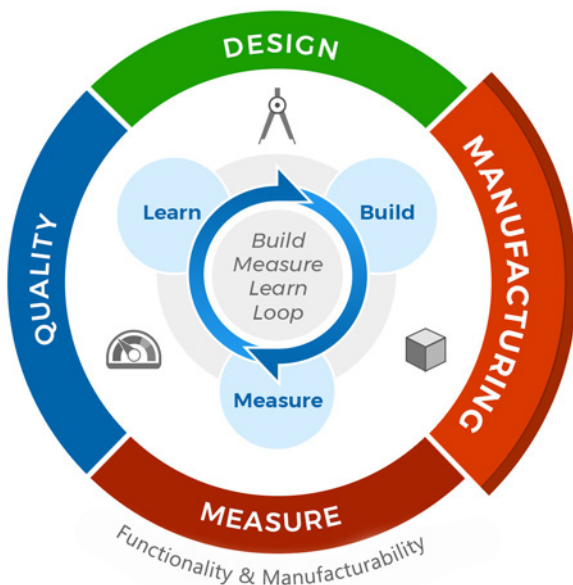 DESIGN
MANUFACTURING
QUALITY
Learn
Build
Build
Measure
Learn
Loop
Measure
MEASURE
Functionality & Manufacturability